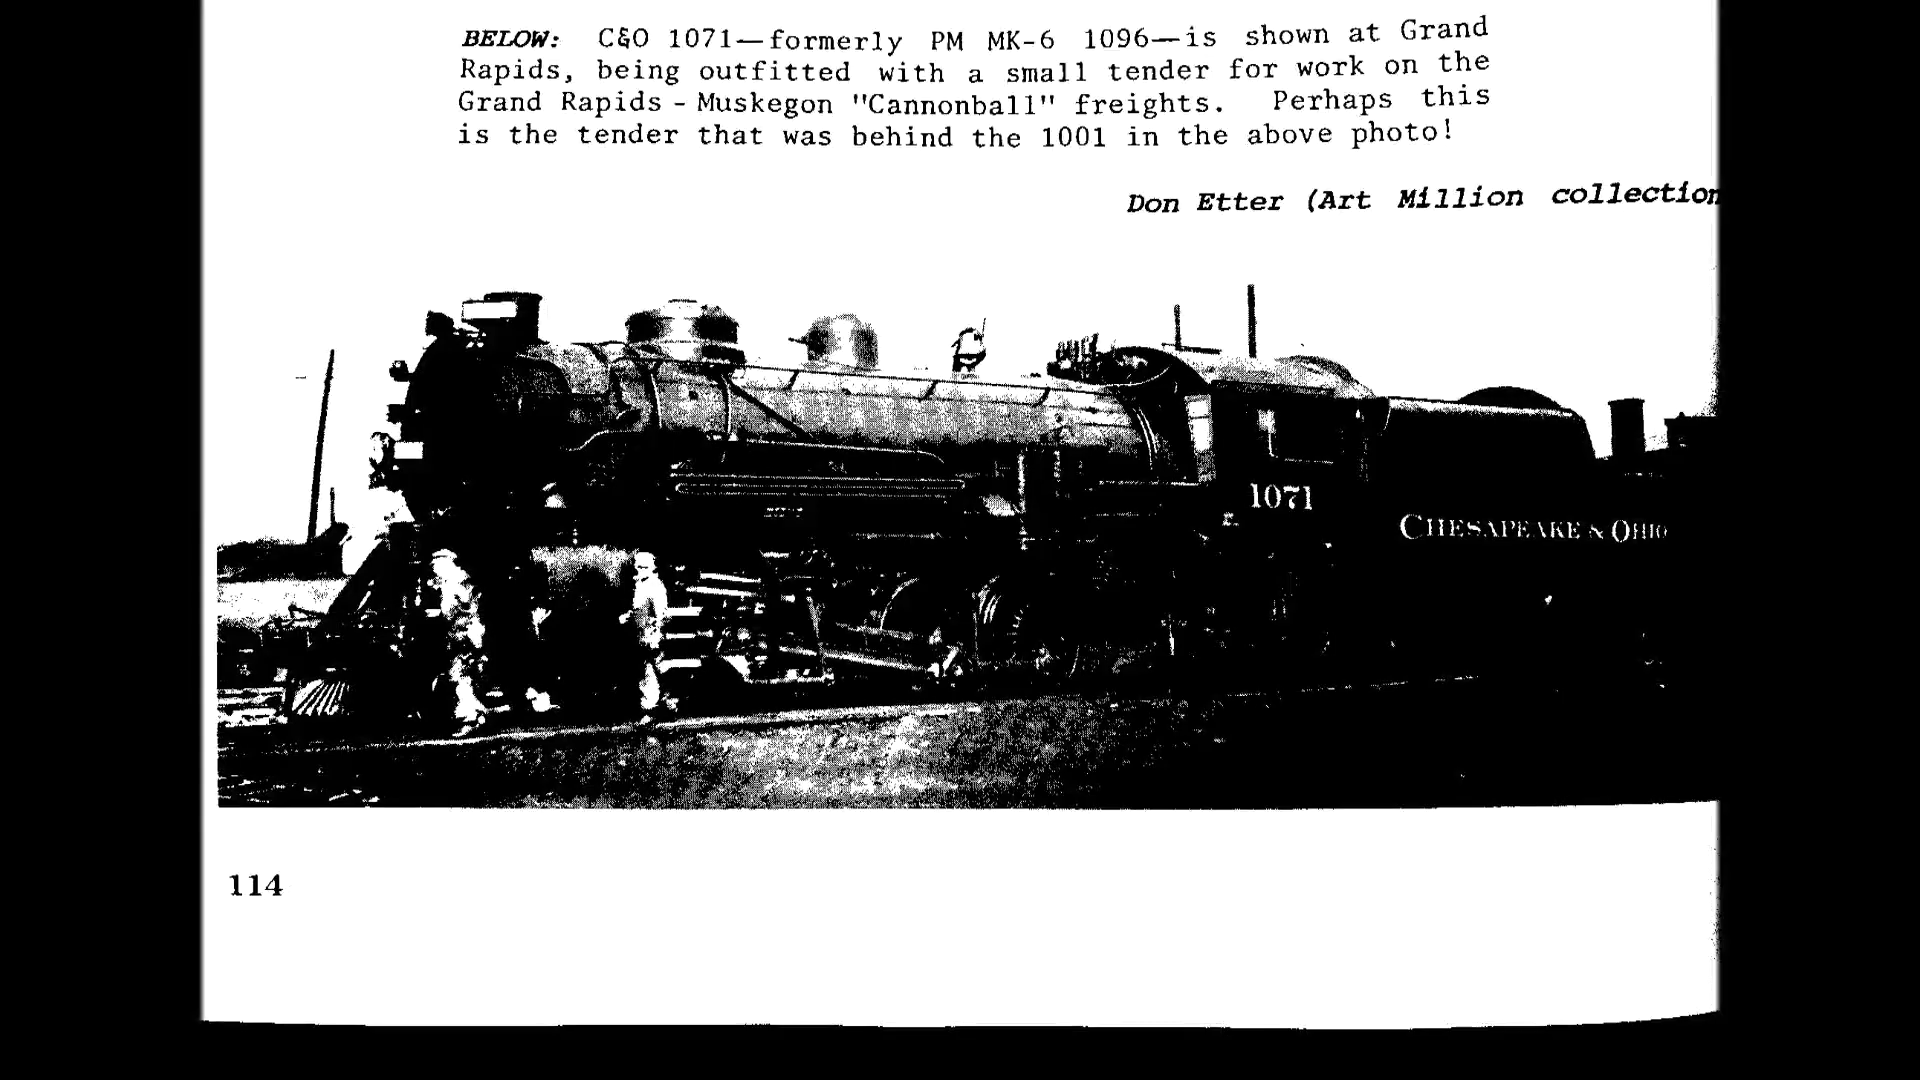 BELOW: C&O 1071—formerly PM MK-6 1096—is shown at Grand
Rapids, being outfitted with a small tender for work on the
Grand Rapids - Muskegon "Cannonball" freights. Perhaps this
is the tender that was behind the 1001 in the above photo!
Don Etter (Art Million collection
1071
CHESAPEAKE & OHIO
114